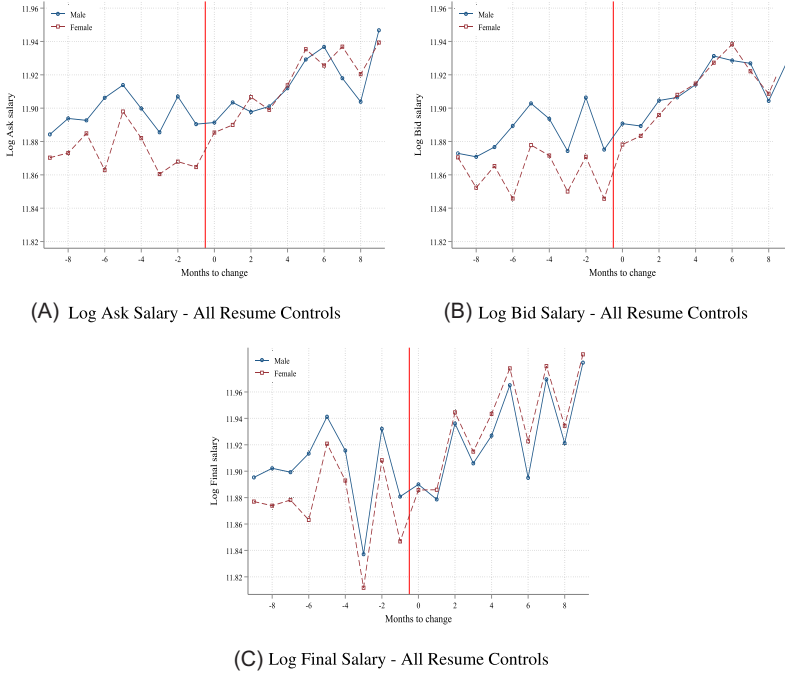 11.96
11.94
11.92
11.90
11.88
11.86
11.84
11.82
Log Ask salary
Male
Female
-8 -6 -4 -2 0 2 4 6 8
Months to change
(A) Log Ask Salary - All Resume Controls
11.96
11.94
11.92
11.90
11.88
11.86
11.84
11.82
Log Bid salary
Male
Female
-8 -6 -4 -2 0 2 4 6 8
Months to change
(B) Log Bid Salary - All Resume Controls
11.96
11.94
11.92
11.90
11.88
11.86
11.84
11.82
Log Final salary
Male
Female
-8 -6 -4 -2 0 2 4 6 8
Months to change
(C) Log Final Salary - All Resume Controls